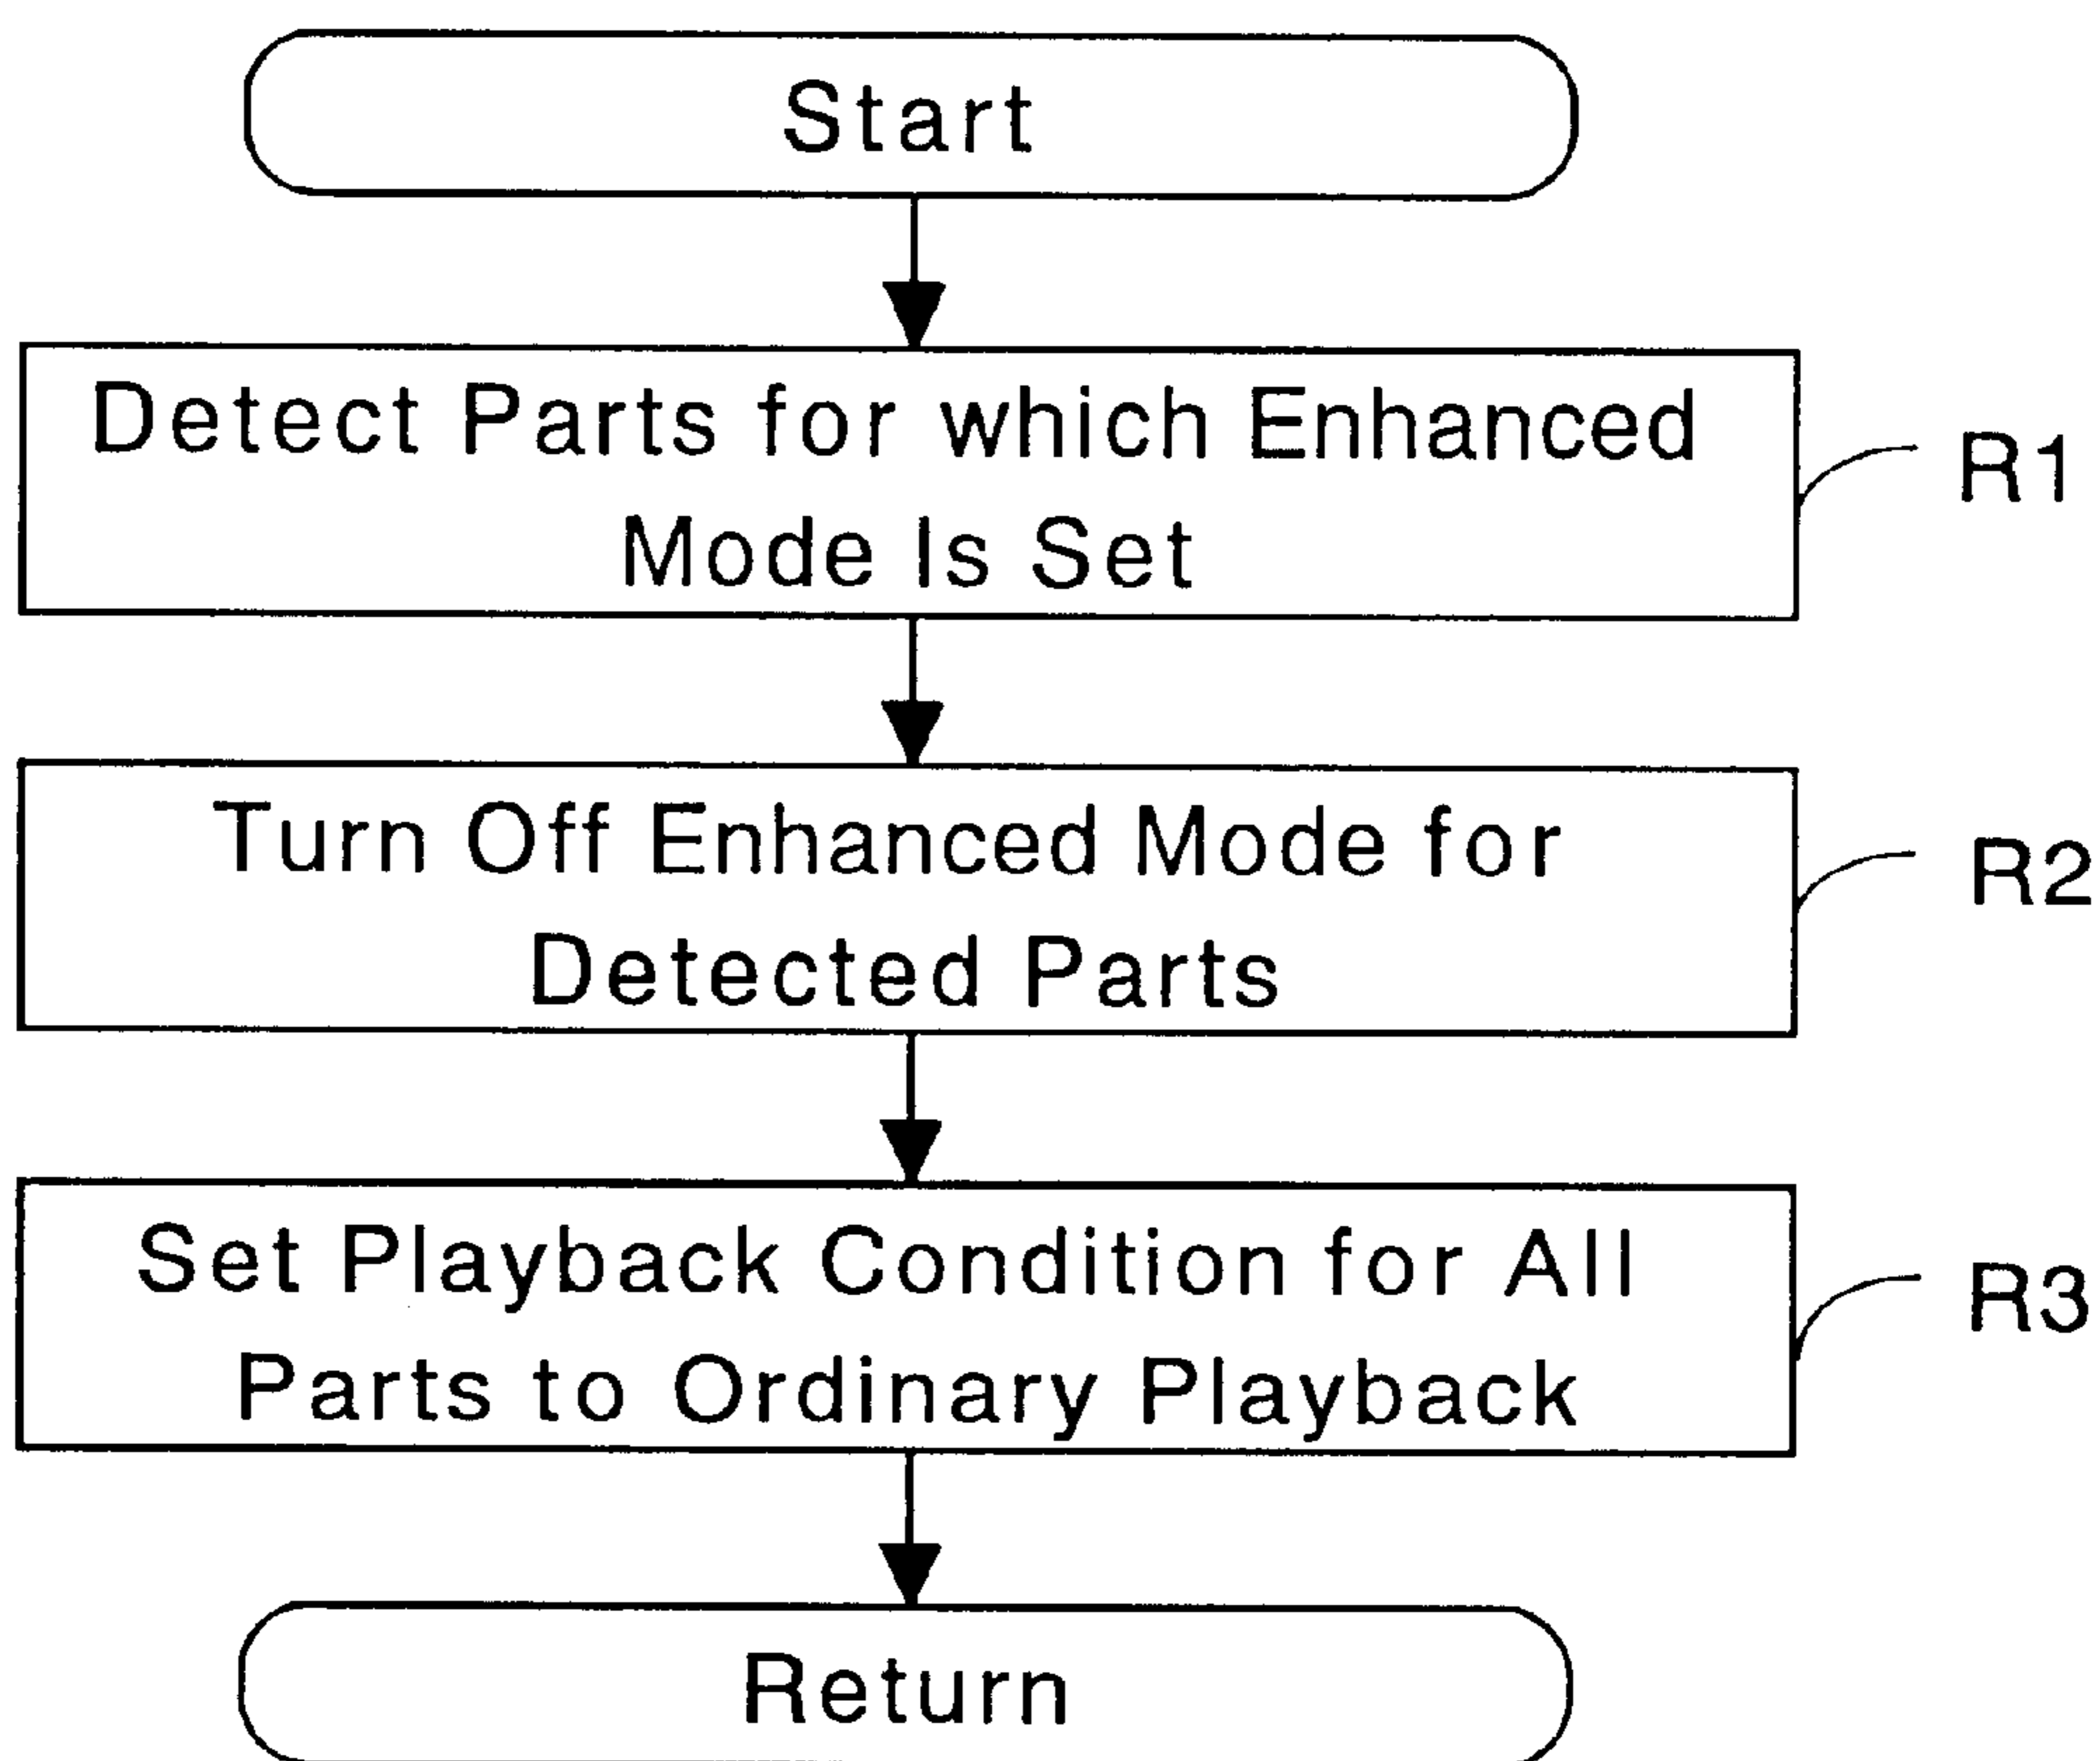 Start
Detect Parts for which Enhanced
Mode Is Set
R1
Turn Off Enhanced Mode for
Detected Parts
R2
Set Playback Condition for All
Parts to Ordinary Playback
R3
Return